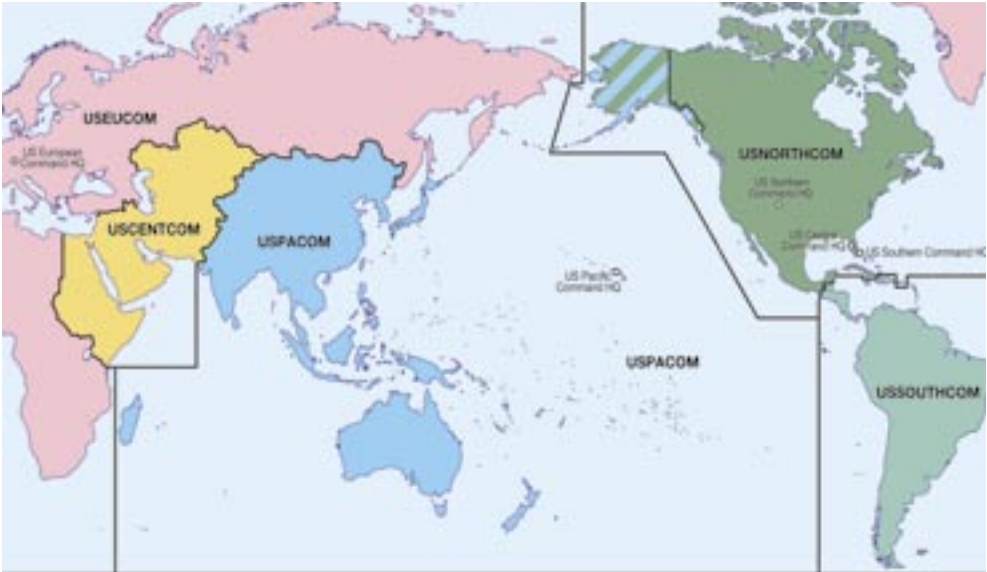 USEUCOM
US European
Command HQ
USCENTCOM
USPACOM
US Pacific
Command HQ
USPACOM
USNORTHCOM
US Northern
Command HQ
US Central
Command HQ
US Southern Command HQ
USSOUTHCOM